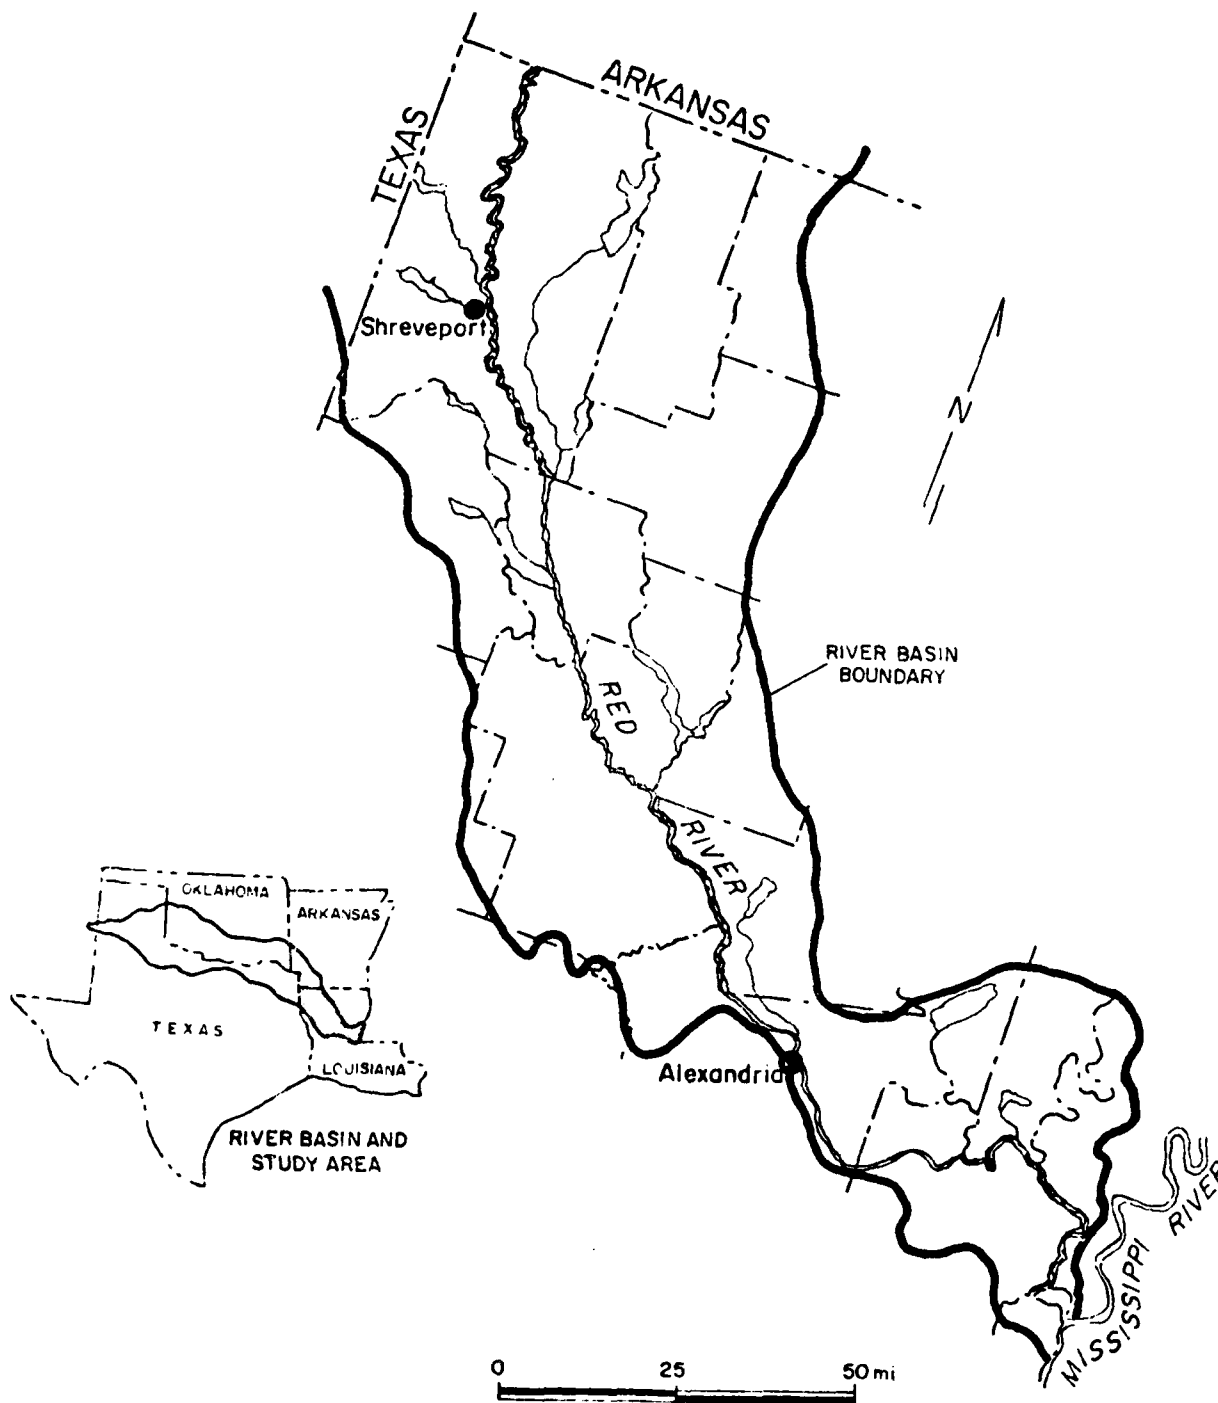 ARKANSAS
TEXAS
Shreveport
N
RIVER BASIN
BOUNDARY
RED
RIVER
OKLAHOMA
ARKANSAS
TEXAS
LOUISIANA
RIVER BASIN AND
STUDY AREA
Alexandria
MISSISSIPPI
RIVER
0 25 50 mi